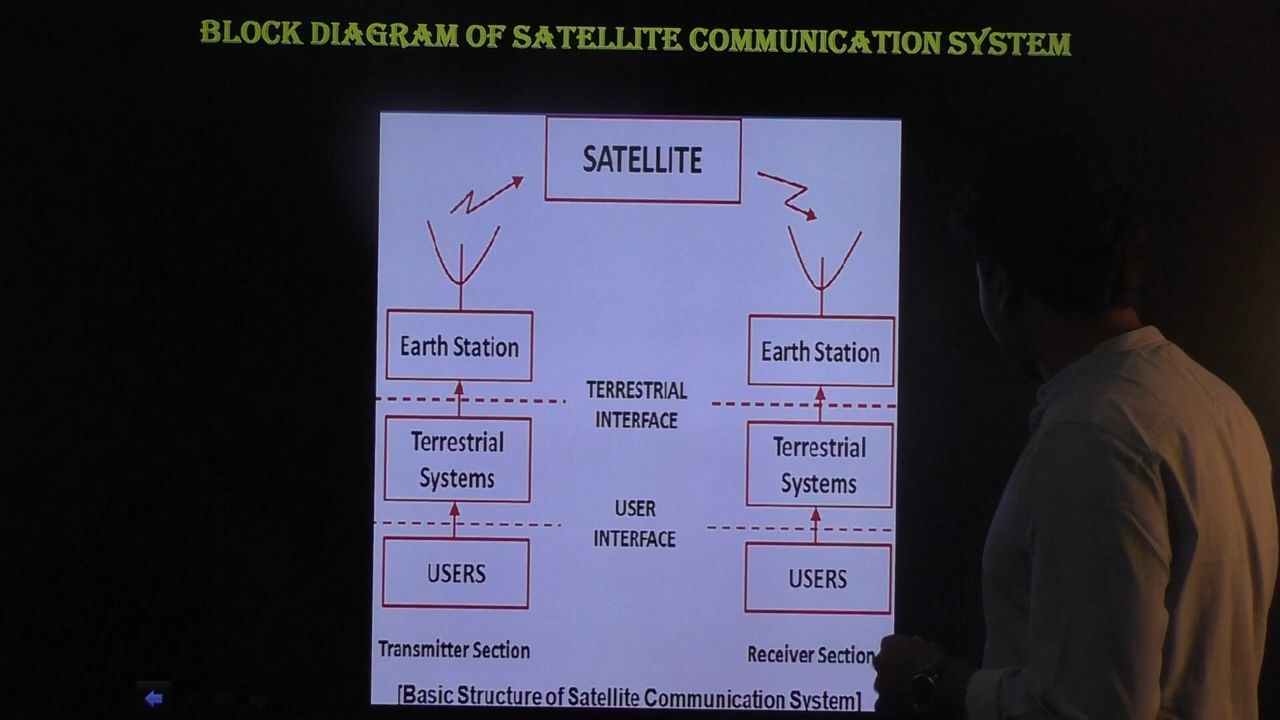 BLOCK DIAGRAM OF SATELLITE COMMUNICATION SYSTEM
SATELLITE
Earth Station
Earth Station
TERRESTRIAL
INTERFACE
Terrestrial
Systems
Terrestrial
Systems
USER
INTERFACE
USERS
USERS
Transmitter Section
Receiver Section
[Basic Structure of Satellite Communication System]